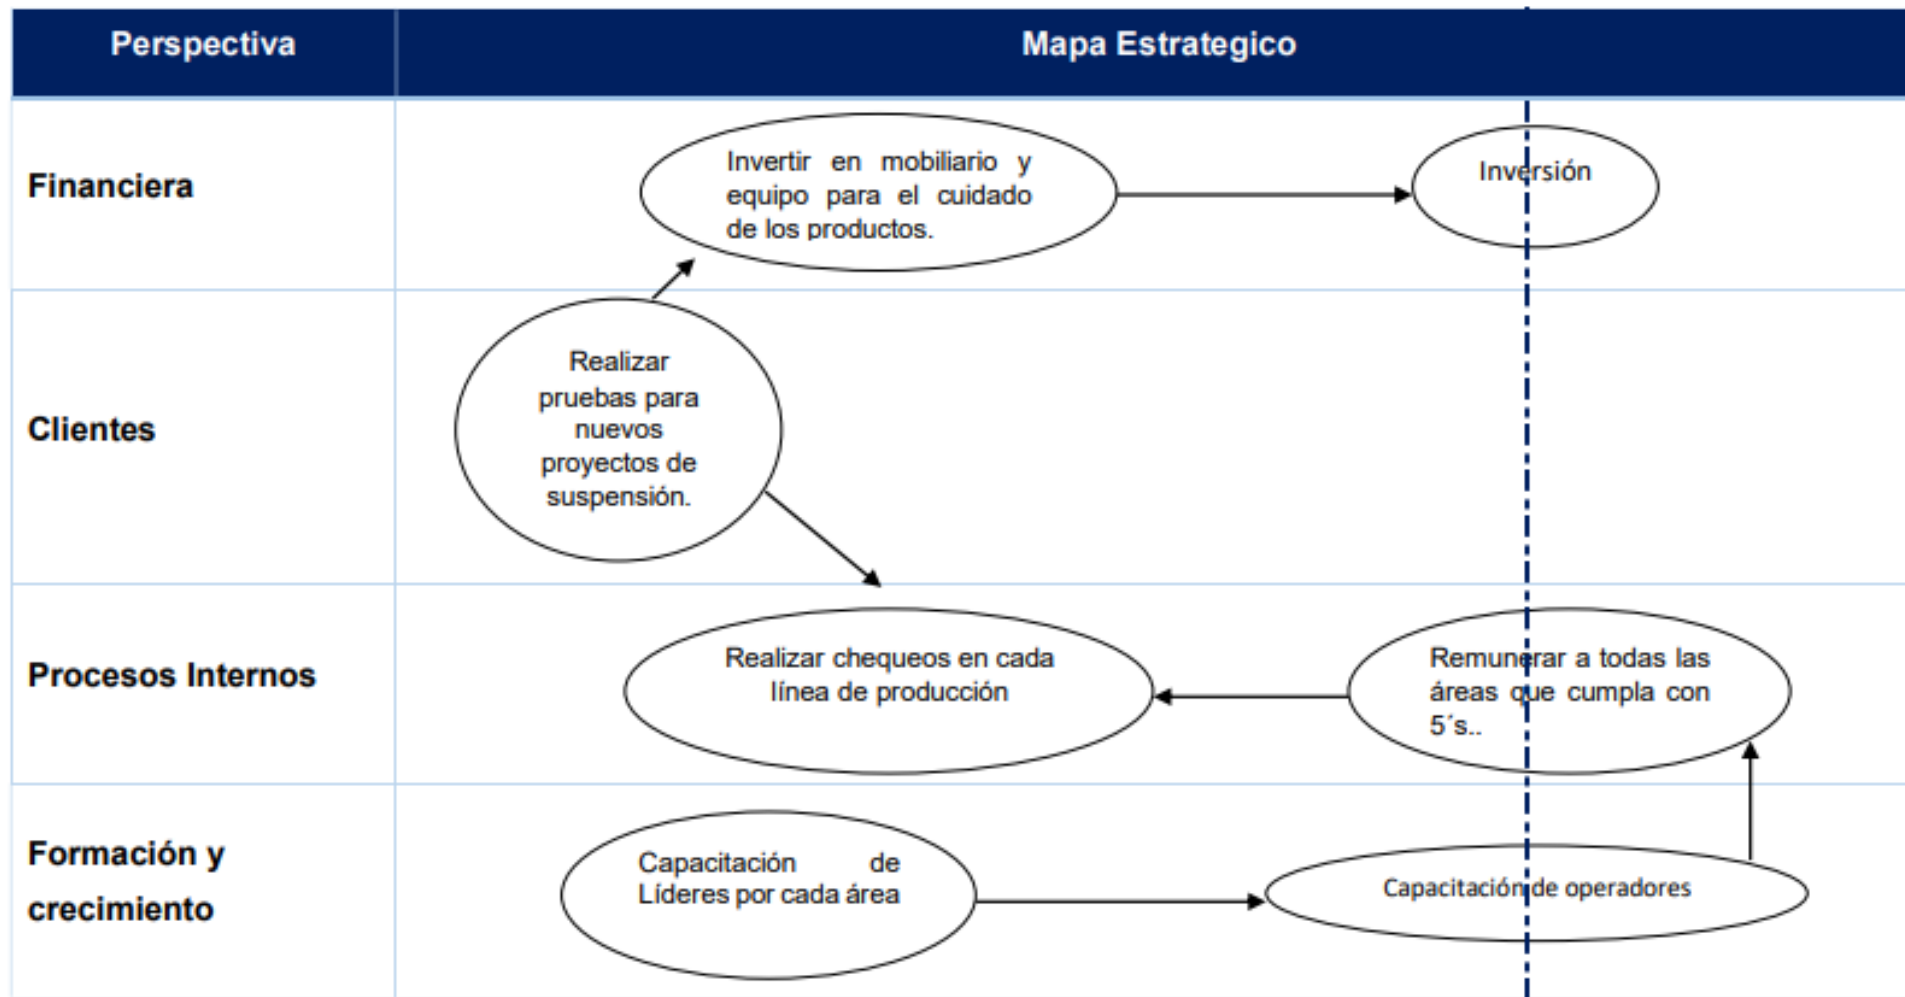 Perspectiva
Mapa Estrategico
Financiera
Invertir en mobiliario y
equipo para el cuidado
de los productos.
Inversión
Clientes
Realizar
pruebas para
nuevos
proyectos de
suspensión.
Procesos Internos
Realizar chequeos en cada
línea de producción
Remunerar a todas las
áreas que cumpla con
5´s..
Formación y
crecimiento
Capacitación de
Líderes por cada área
Capacitación de operadores